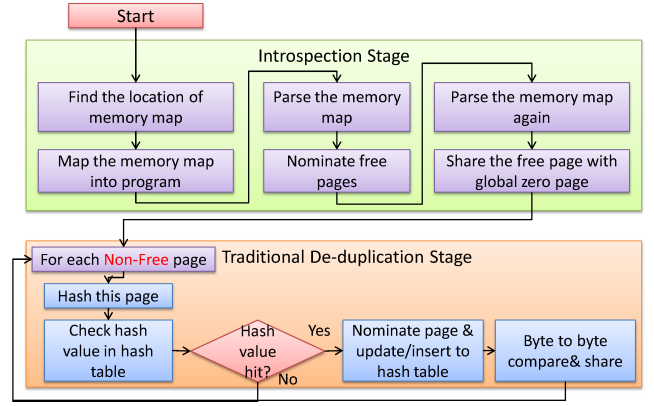 Start
Introspection Stage
Find the location of
memory map
Map the memory map
into program
Parse the memory
map
Nominate free
pages
Parse the memory map
again
Share the free page with
global zero page
Traditional De-duplication Stage
For each Non-Free page
Hash this page
Check hash
value in hash
table
Hash
value
hit?
Yes
No
Nominate page &
update/insert to
hash table
Byte to byte
compare& share